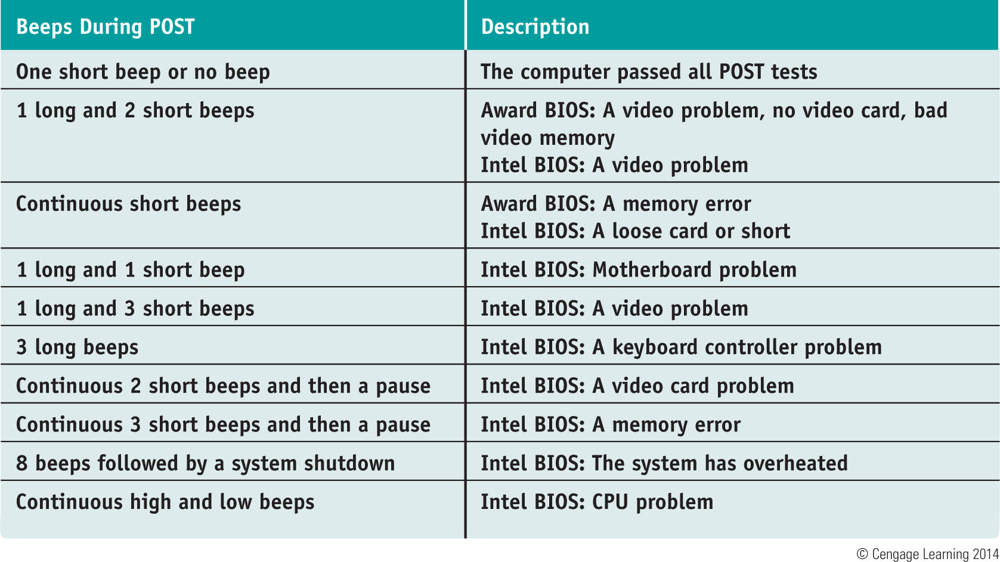 Beeps During POST
Description
One short beep or no beep
The computer passed all POST tests
1 long and 2 short beeps
Award BIOS: A video problem, no video card, bad
video memory
Intel BIOS: A video problem
Continuous short beeps
Award BIOS: A memory error
Intel BIOS: A loose card or short
1 long and 1 short beep
Intel BIOS: Motherboard problem
1 long and 3 short beeps
Intel BIOS: A video problem
3 long beeps
Intel BIOS: A keyboard controller problem
Continuous 2 short beeps and then a pause
Intel BIOS: A video card problem
Continuous 3 short beeps and then a pause
Intel BIOS: A memory error
8 beeps followed by a system shutdown
Intel BIOS: The system has overheated
Continuous high and low beeps
Intel BIOS: CPU problem
© Cengage Learning 2014